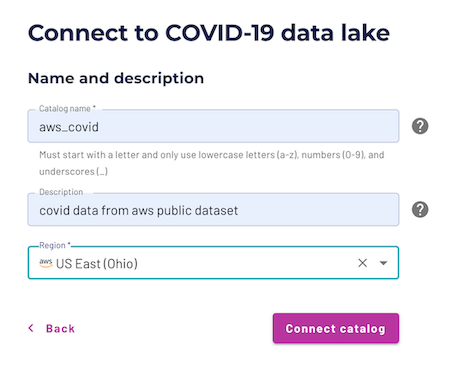 Connect to COVID-19 data lake
Name and description
Catalog name *
aws_covid
?
Must start with a letter and only use lowercase letters (a-z), numbers (0-9), and
underscores (_)
Description
covid data from aws public dataset
?
Region *
aws US East (Ohio)
Back
Connect catalog